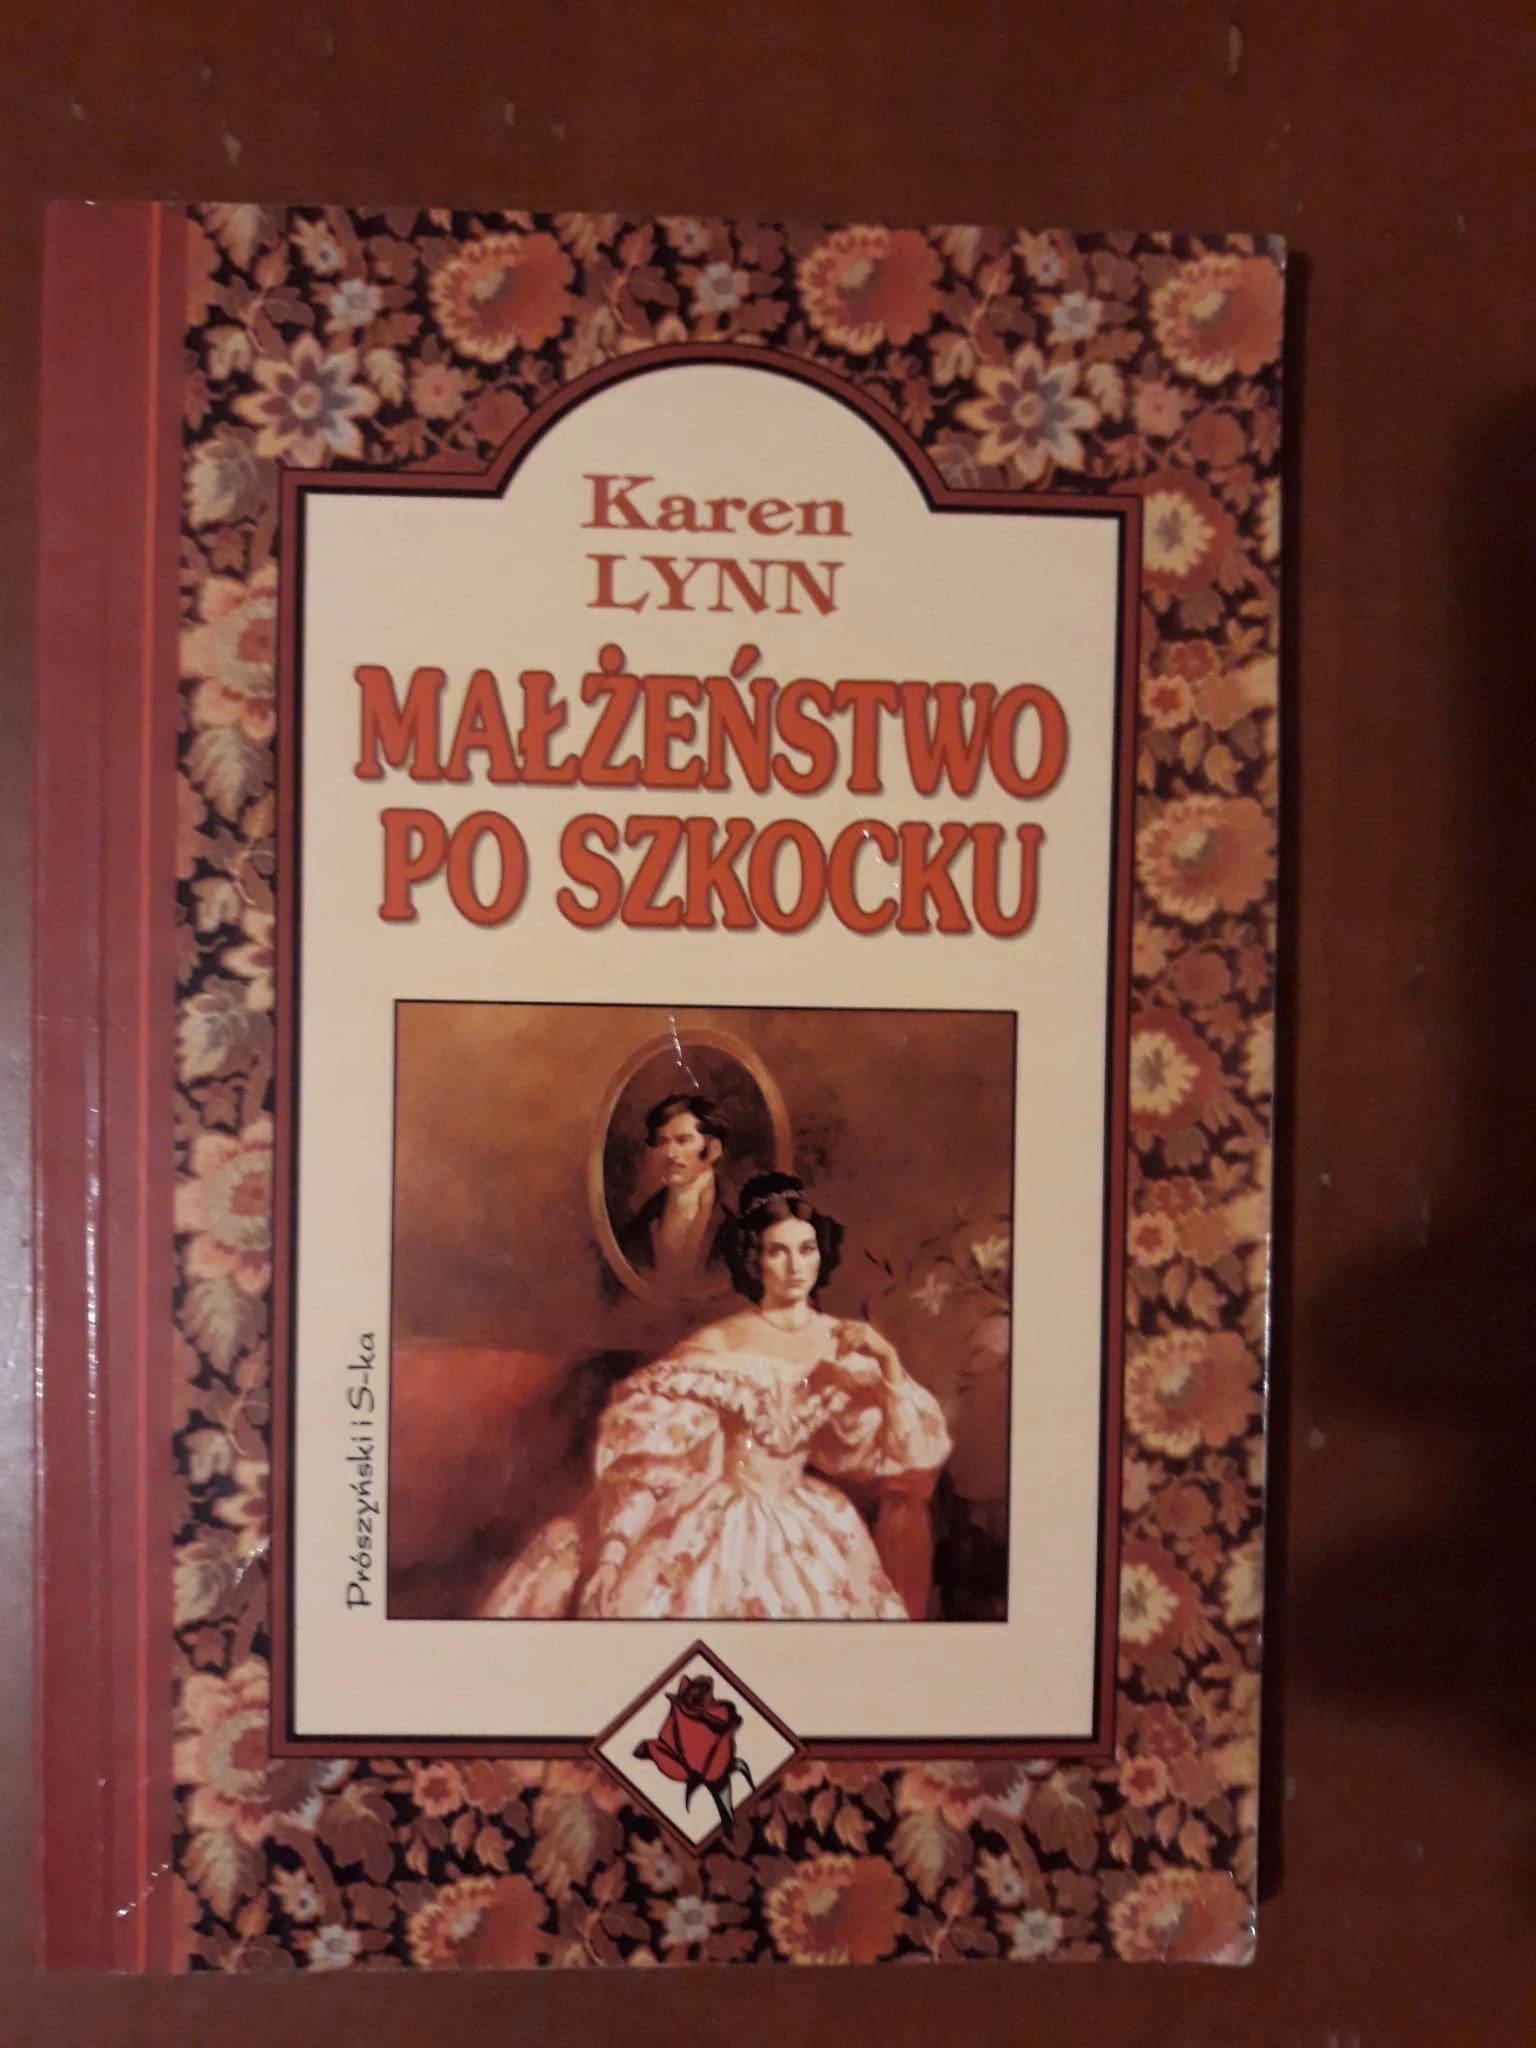 Karen
LYNN
MAŁŻEŃSTWO
PO SZKOCKU
Prószyński i S-ka